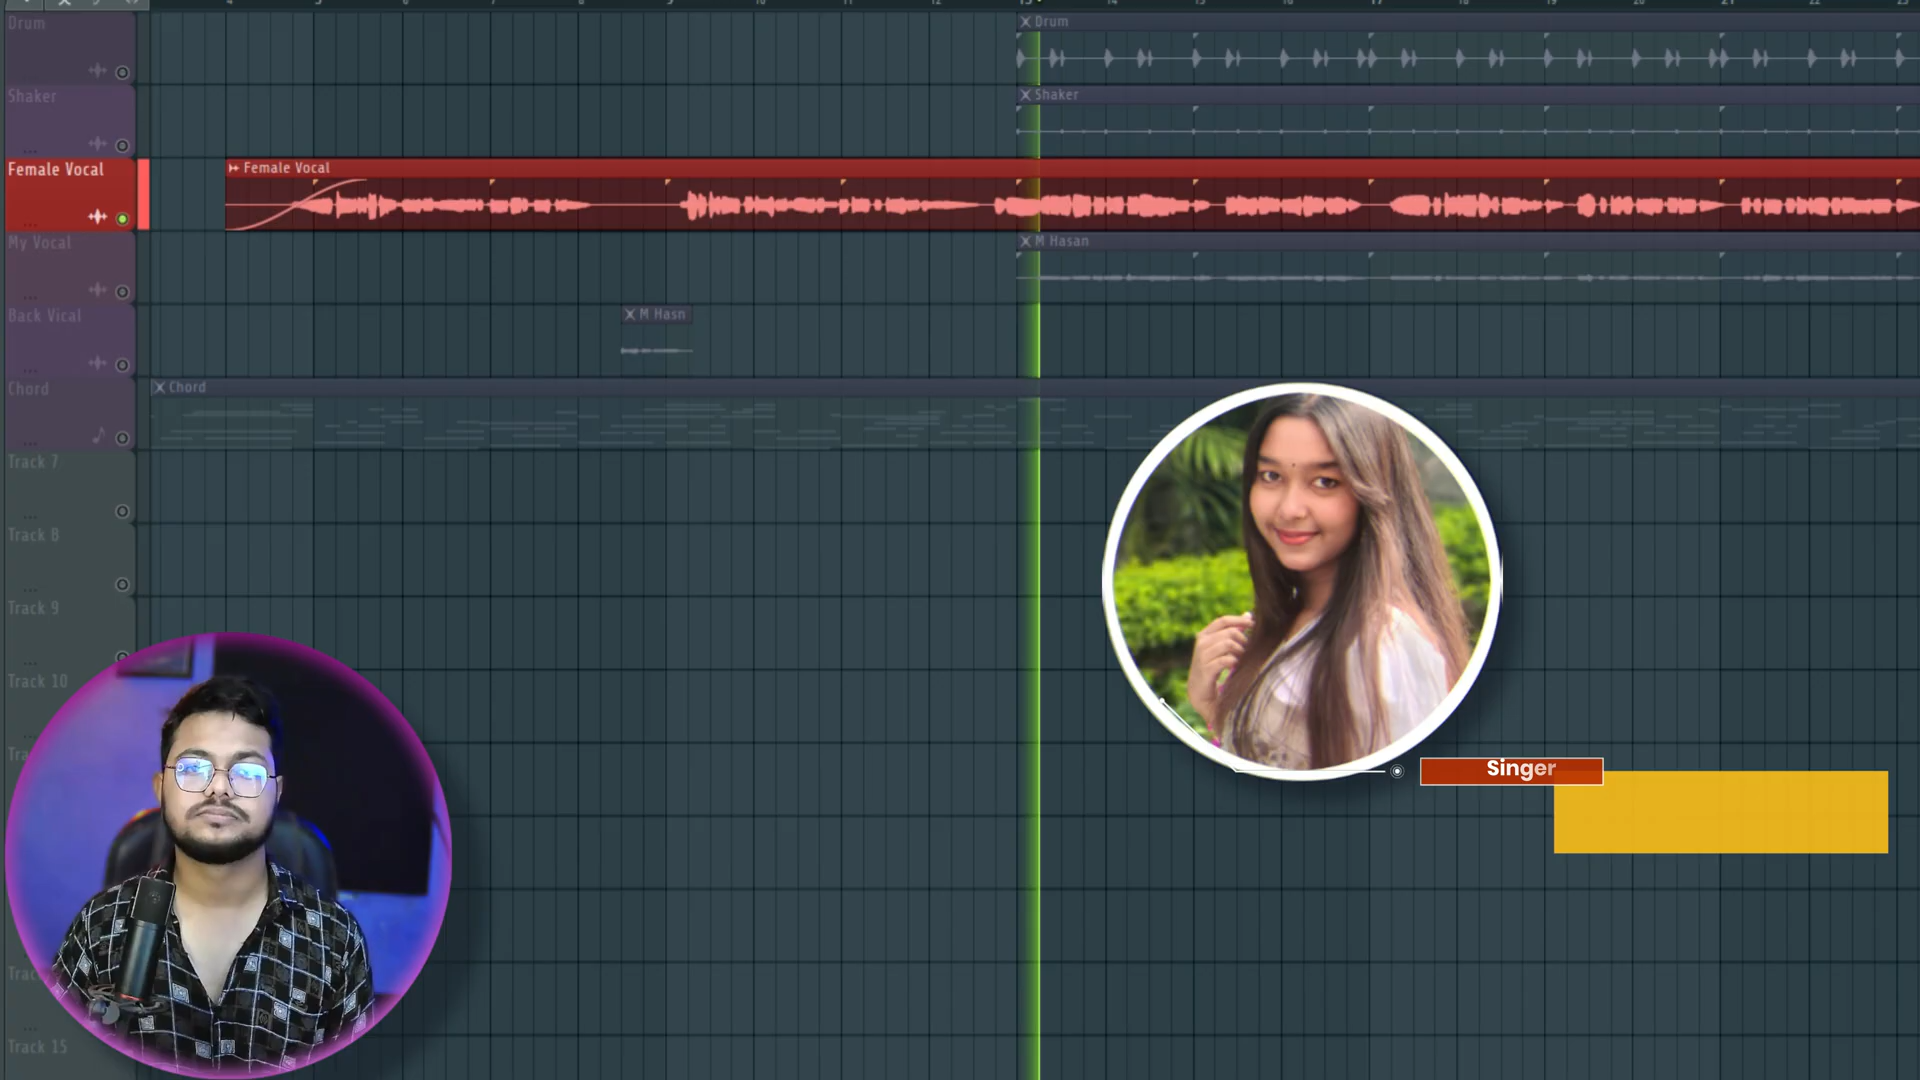 Drum
Drum
Shaker
Shaker
Female Vocal
Female Vocal
My Vocal
M Hasan
Back Vical
M Hasn
Chord
Chord
Track 7
Track 8
Track 9
Track 10
Track 15
Singer